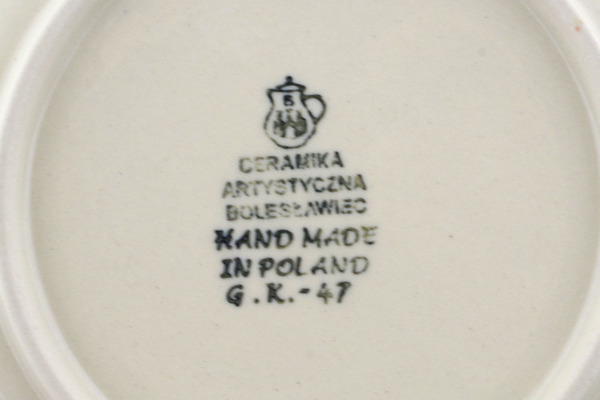 B
CERAMIKA
ARTYSTYCZNA
BOLESŁAWIEC
HAND MADE
IN POLAND
G.K.-47